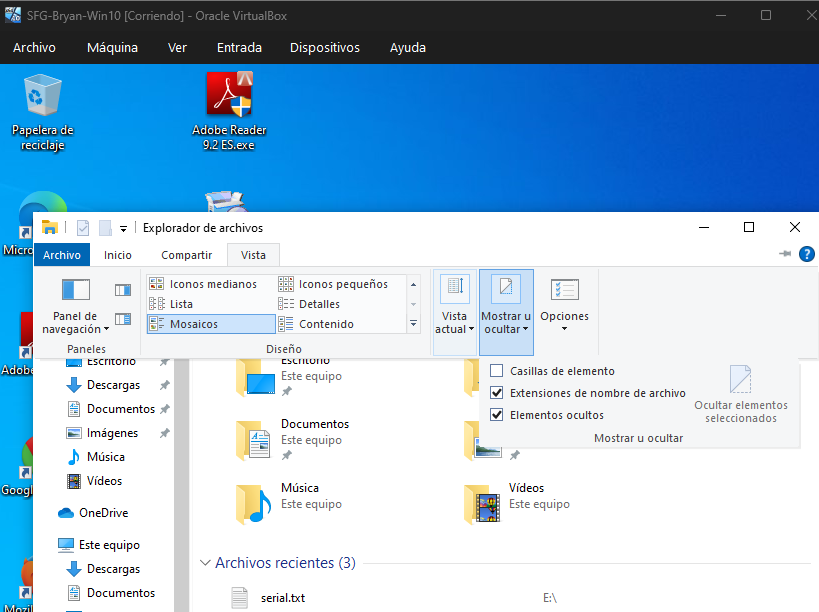 SFG-Bryan-Win10 [Corriendo] - Oracle VirtualBox
Archivo Máquina Ver Entrada Dispositivos Ayuda
Papelera de
reciclaje
Adobe Reader
9.2 ES.exe
Micro
Explorador de archivos
Archivo Inicio Compartir Vista
Panel de
navegación
Paneles
Iconos medianos Iconos pequeños
Lista Detalles
Mosaicos Contenido
Diseño
Vista
actual
Mostrar u
ocultar
Opciones
Casillas de elemento
Extensiones de nombre de archivo
Elementos ocultos
Ocultar elementos
seleccionados
Mostrar u ocultar
Adobe
Google
Mozil
Escritorio
Descargas
Documentos
Imágenes
Música
Vídeos
OneDrive
Este equipo
Descargas
Documentos
Escritorio
Este equipo
Documentos
Este equipo
Música
Este equipo
Vídeos
Este equipo
Archivos recientes (3)
serial.txt E:\